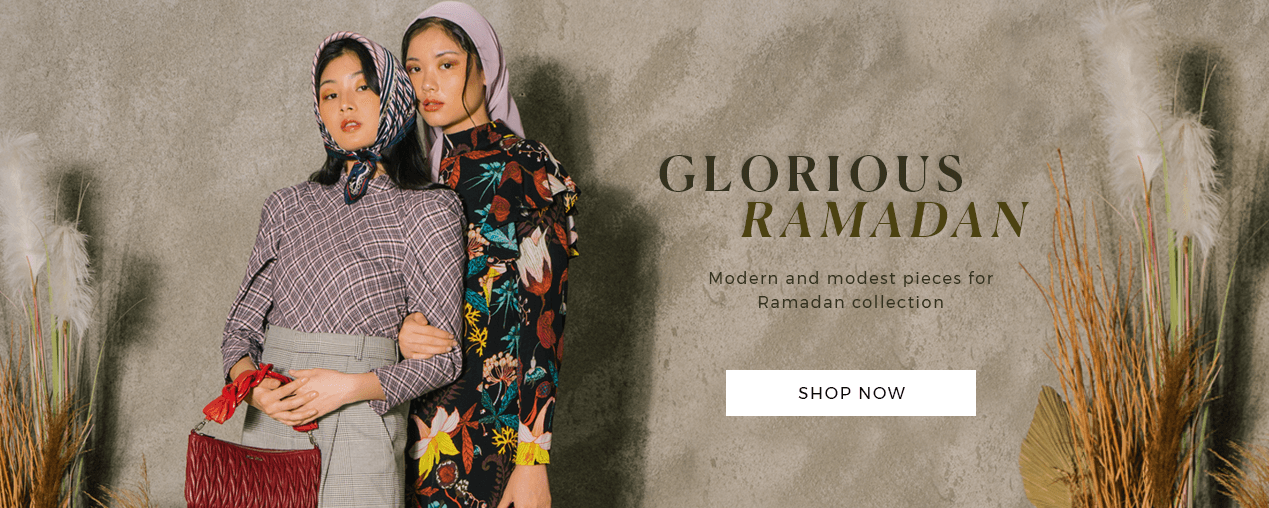 GLORIOUS
RAMADAN
Modern and modest pieces for
Ramadan collection
SHOP NOW